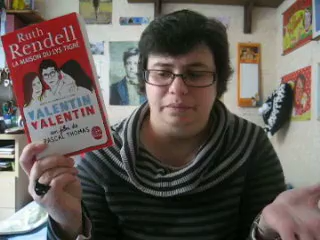 Ruth
Rendell
LA MAISON DU LYS TIGRÉ
VALENTIN
VALENTIN
un film de
PASCAL THOMAS